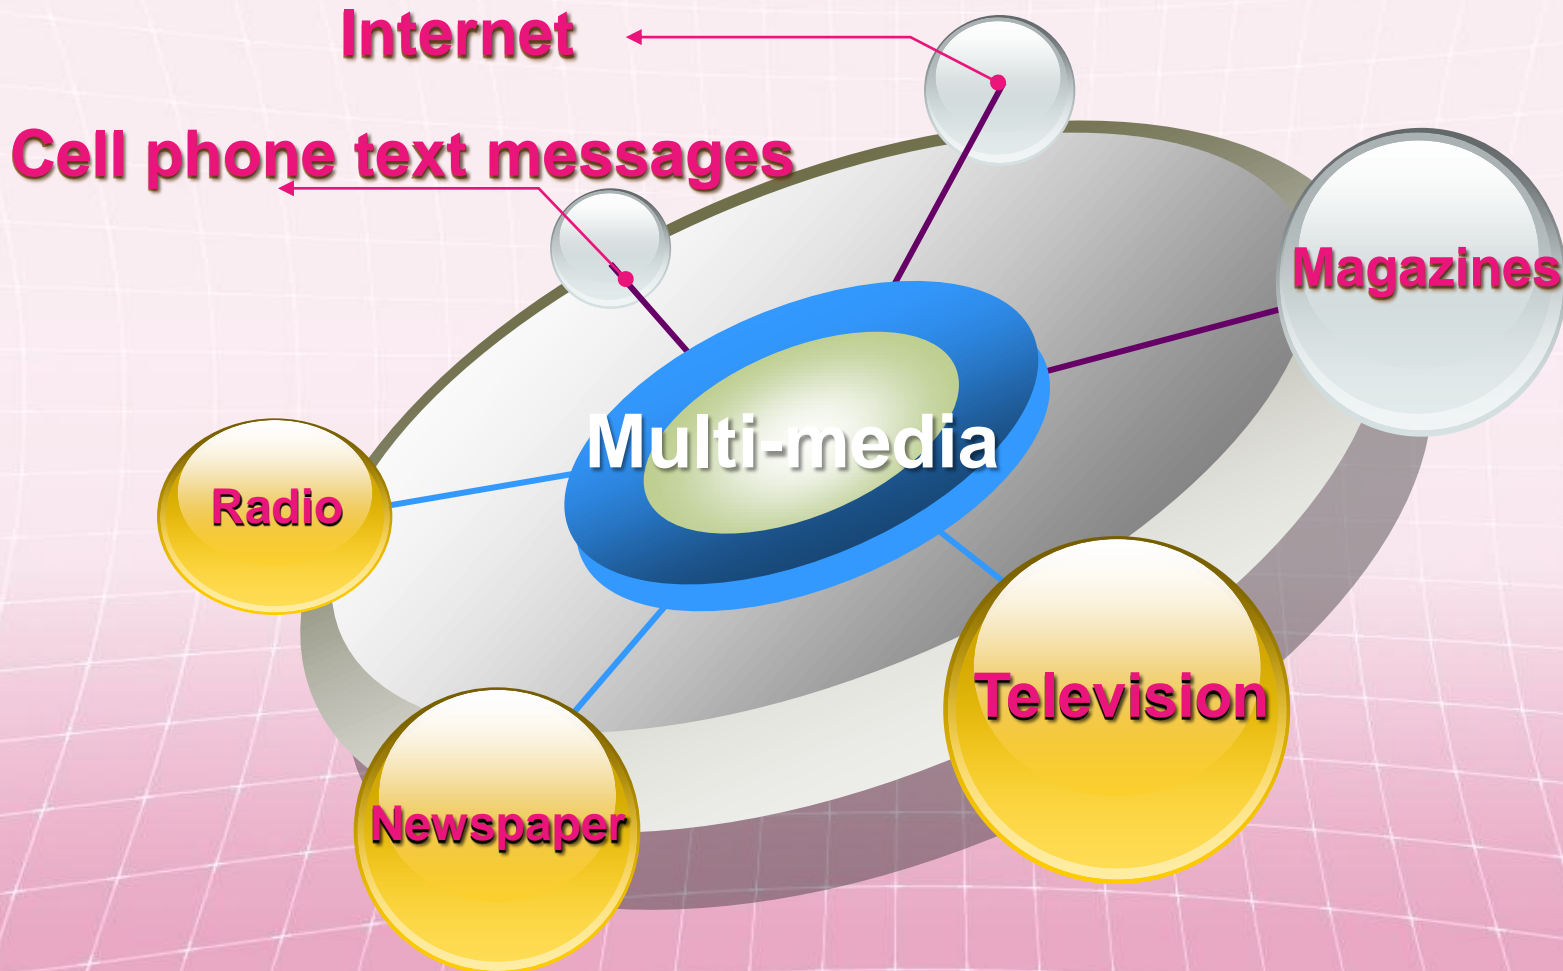 Internet
Cell phone text messages
Magazines
Multi-media
Radio
Television
Newspaper